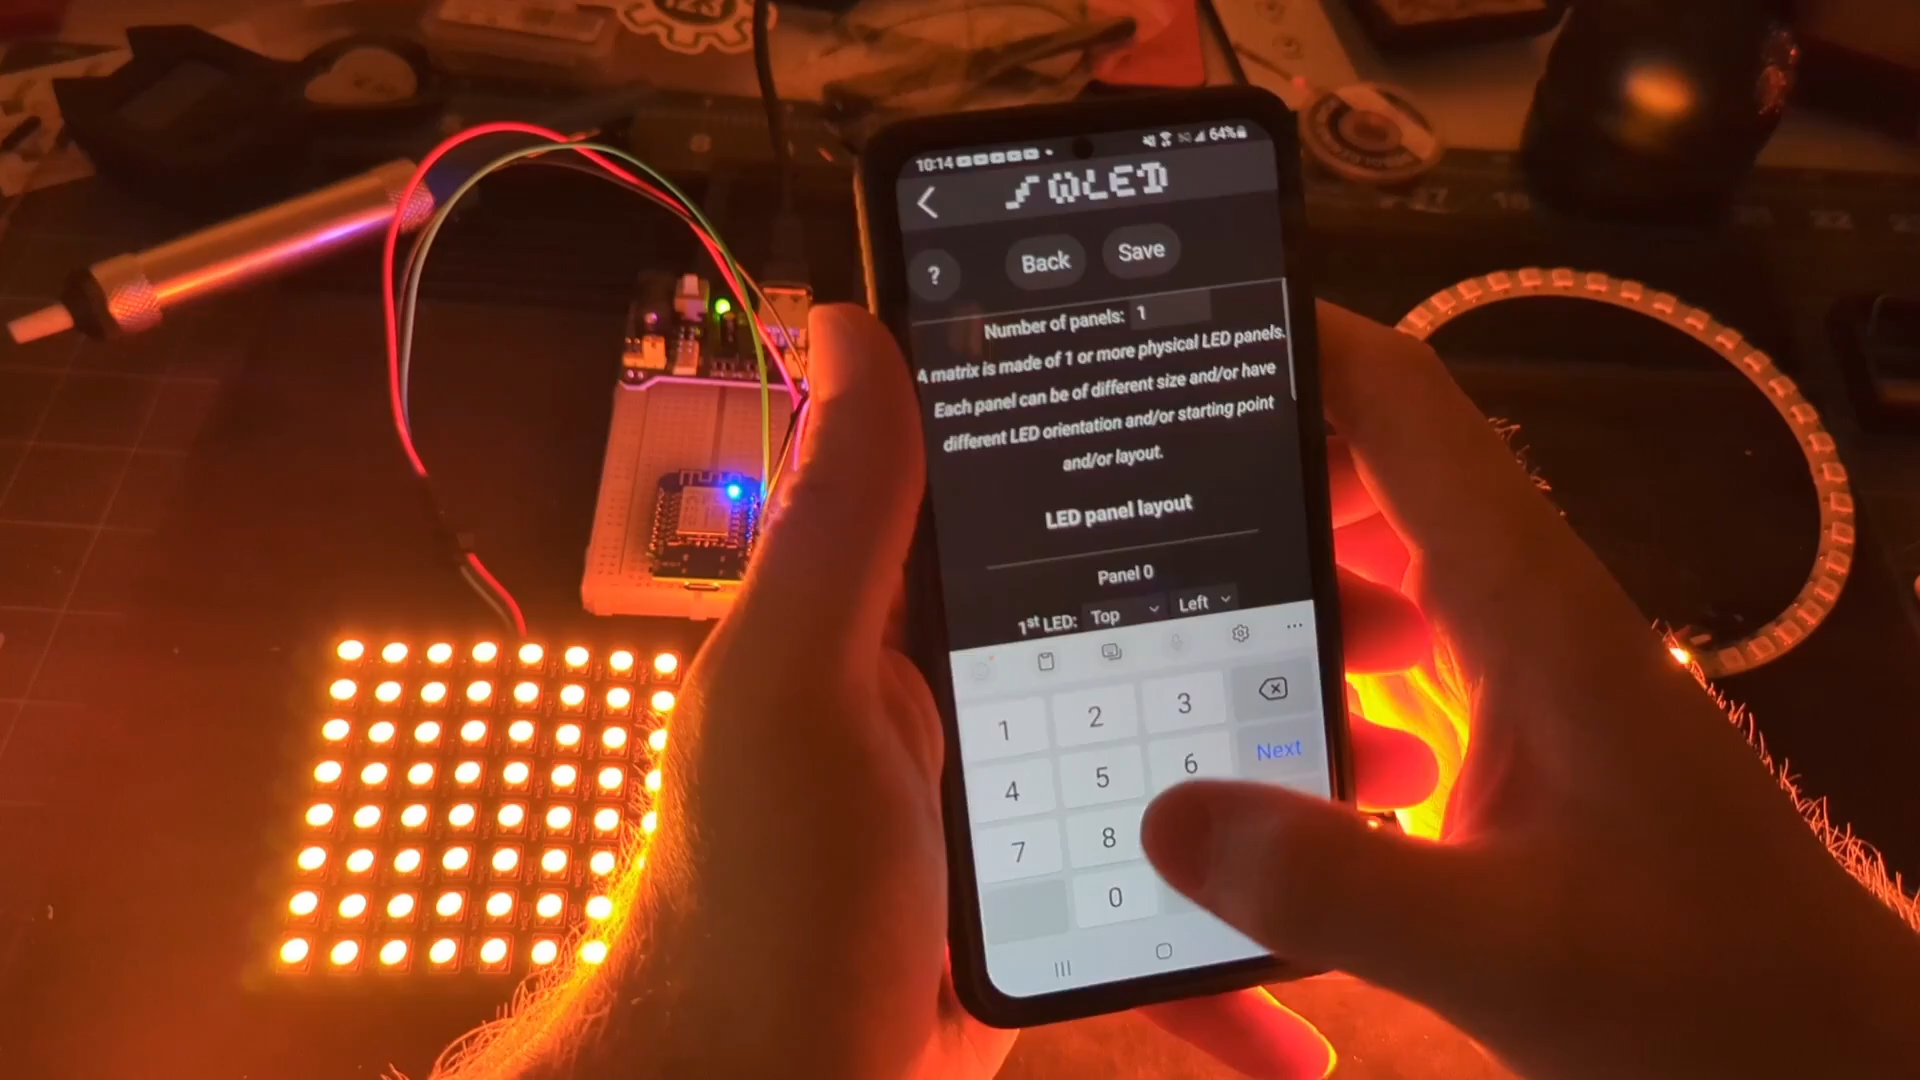 10:14
64%
WLED
?
Back
Save
Number of panels: 1
A matrix is made of 1 or more physical LED panels.
Each panel can be of different size and/or have
different LED orientation and/or starting point
and/or layout.
LED panel layout
Panel 0
1st LED: Top Left
1 2 3
4 5 6 Next
7 8
0